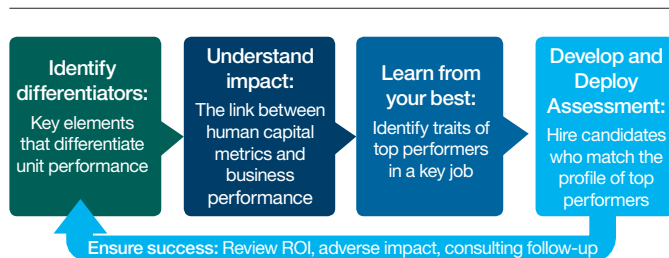 Identify
differentiators:
Key elements
that differentiate
unit performance
Understand
impact:
The link between
human capital
metrics and
business
performance
Learn from
your best:
Identify traits of
top performers
in a key job
Develop and
Deploy
Assessment:
Hire candidates
who match the
profile of top
performers
Ensure success: Review ROI, adverse impact, consulting follow-up